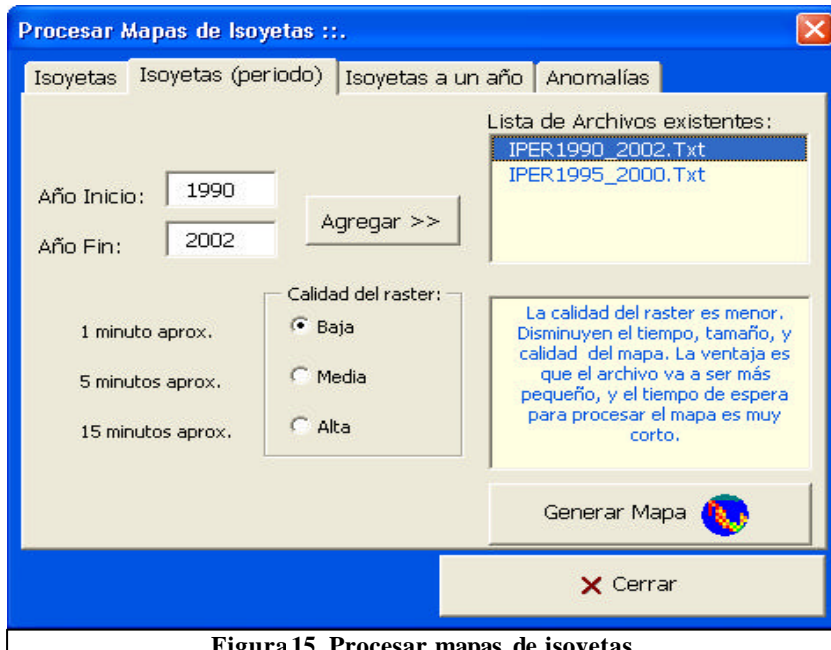 Procesar Mapas de Isoyetas ::.
Isoyetas
Isoyetas (periodo)
Isoyetas a un año
Anomalías
Lista de Archivos existentes:
IPER1990_2002.Txt
IPER1995_2000.Txt
Año Inicio:
1990
Año Fin:
2002
Agregar >>
Calidad del raster:
1 minuto aprox.
Baja
5 minutos aprox.
Media
15 minutos aprox.
Alta
La calidad del raster es menor.
Disminuyen el tiempo, tamaño, y
calidad del mapa. La ventaja es
que el archivo va a ser más
pequeño, y el tiempo de espera
para procesar el mapa es muy
corto.
Generar Mapa
Cerrar
Figura 15. Procesar mapas de isoyetas